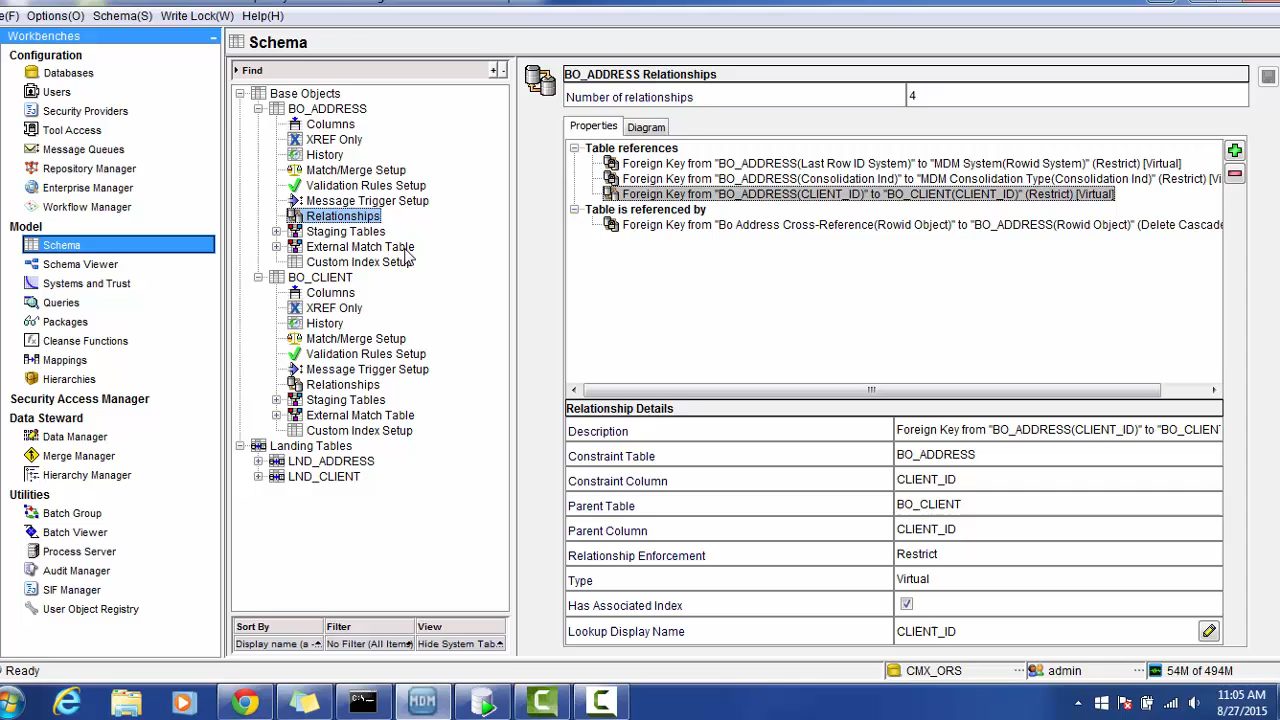 e(F) Options(O) Schema(S) Write Lock(W) Help(H)
Workbenches
Configuration
Databases
Users
Security Providers
Tool Access
Message Queues
Repository Manager
Enterprise Manager
Workflow Manager
Model
Schema
Schema Viewer
Systems and Trust
Queries
Packages
Cleanse Functions
Mappings
Hierarchies
Security Access Manager
Data Steward
Data Manager
Merge Manager
Hierarchy Manager
Utilities
Batch Group
Batch Viewer
Process Server
Audit Manager
SIF Manager
User Object Registry
Schema
Find
Base Objects
BO_ADDRESS
Columns
XREF Only
History
Match/Merge Setup
Validation Rules Setup
Message Trigger Setup
Relationships
Staging Tables
External Match Table
Custom Index Setup
BO_CLIENT
Columns
XREF Only
History
Match/Merge Setup
Validation Rules Setup
Message Trigger Setup
Relationships
Staging Tables
External Match Table
Custom Index Setup
Landing Tables
LND_ADDRESS
LND_CLIENT
Sort By Filter View
Display name (a - No Filter (All Items) Hide System Tab
BO_ADDRESS Relationships
Number of relationships 4
Properties Diagram
Table references
Foreign Key from "BO_ADDRESS(Last Row ID System)" to "MDM System(Rowid System)" (Restrict) [Virtual]
Foreign Key from "BO_ADDRESS(Consolidation Ind)" to "MDM Consolidation Type(Consolidation Ind)" (Restrict) [Vi
Foreign Key from "BO_ADDRESS(CLIENT_ID)" to "BO_CLIENT(CLIENT_ID)" (Restrict) [Virtual]
Table is referenced by
Foreign Key from "Bo Address Cross-Reference(Rowid Object)" to "BO_ADDRESS(Rowid Object)" (Delete Cascade
Relationship Details
Description Foreign Key from "BO_ADDRESS(CLIENT_ID)" to "BO_CLIENT
Constraint Table BO_ADDRESS
Constraint Column CLIENT_ID
Parent Table BO_CLIENT
Parent Column CLIENT_ID
Relationship Enforcement Restrict
Type Virtual
Has Associated Index
Lookup Display Name CLIENT_ID
Ready CMX_ORS admin 54M of 494M
MDM
11:05 AM
8/27/2015